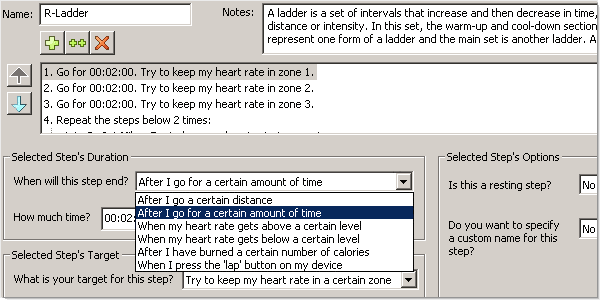 Name: R-Ladder
Notes: A ladder is a set of intervals that increase and then decrease in time,
distance or intensity. In this set, the warm-up and cool-down section
represent one form of a ladder and the main set is another ladder. A
1. Go for 00:02:00. Try to keep my heart rate in zone 1.
2. Go for 00:02:00. Try to keep my heart rate in zone 2.
3. Go for 00:02:00. Try to keep my heart rate in zone 3.
4. Repeat the steps below 2 times:
Selected Step's Duration
When will this step end? After I go for a certain amount of time
After I go a certain distance
After I go for a certain amount of time
When my heart rate gets above a certain level
When my heart rate gets below a certain level
After I have burned a certain number of calories
When I press the 'lap' button on my device
How much time? 00:02
Selected Step's Target
What is your target for this step? Try to keep my heart rate in a certain zone
Selected Step's Options
Is this a resting step? No
Do you want to specify
a custom name for this
step?
No